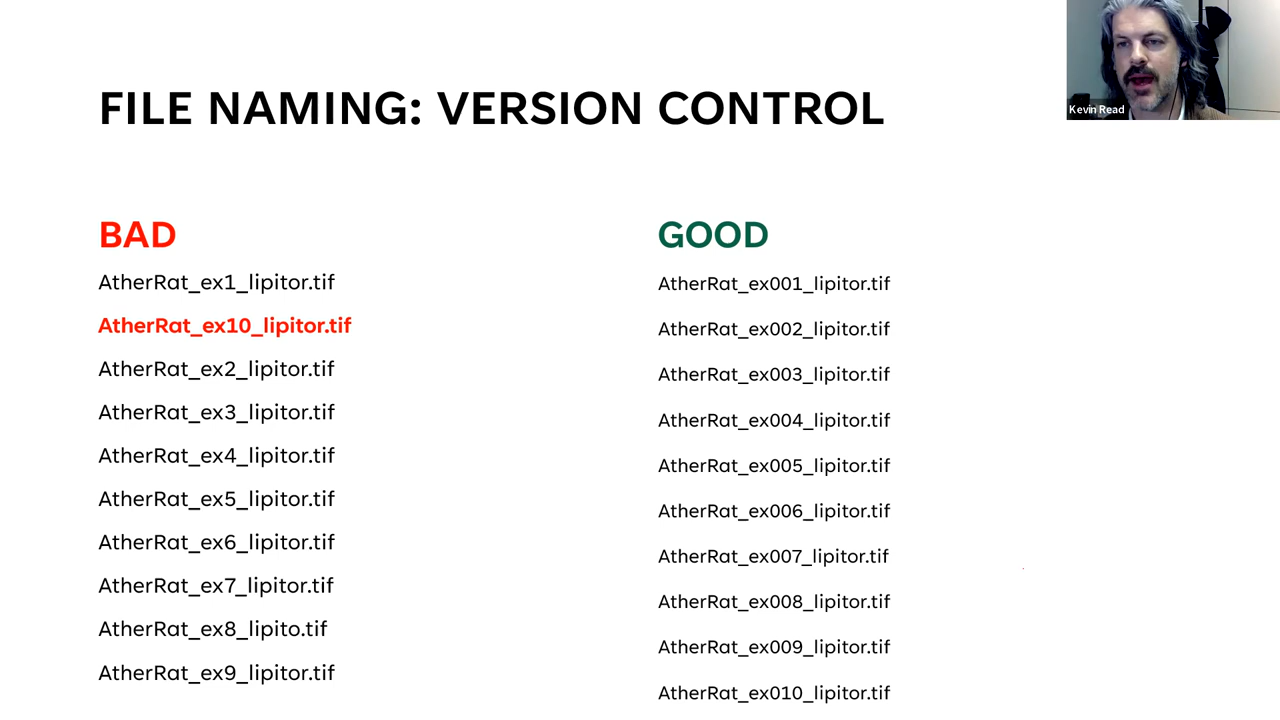 FILE NAMING: VERSION CONTROL
Kevin Read
BAD
AtherRat_ex1_lipitor.tif
AtherRat_ex10_lipitor.tif
AtherRat_ex2_lipitor.tif
AtherRat_ex3_lipitor.tif
AtherRat_ex4_lipitor.tif
AtherRat_ex5_lipitor.tif
AtherRat_ex6_lipitor.tif
AtherRat_ex7_lipitor.tif
AtherRat_ex8_lipito.tif
AtherRat_ex9_lipitor.tif
GOOD
AtherRat_ex001_lipitor.tif
AtherRat_ex002_lipitor.tif
AtherRat_ex003_lipitor.tif
AtherRat_ex004_lipitor.tif
AtherRat_ex005_lipitor.tif
AtherRat_ex006_lipitor.tif
AtherRat_ex007_lipitor.tif
AtherRat_ex008_lipitor.tif
AtherRat_ex009_lipitor.tif
AtherRat_ex010_lipitor.tif